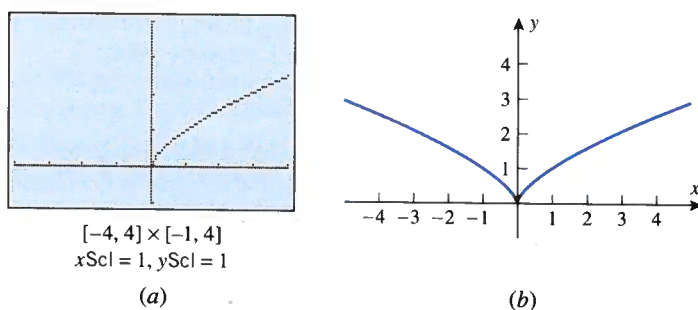 [−4, 4] × [−1, 4]
xScl = 1, yScl = 1
(a)
y
4
3
2
1
x
−4 −3 −2 −1 1 2 3 4
(b)